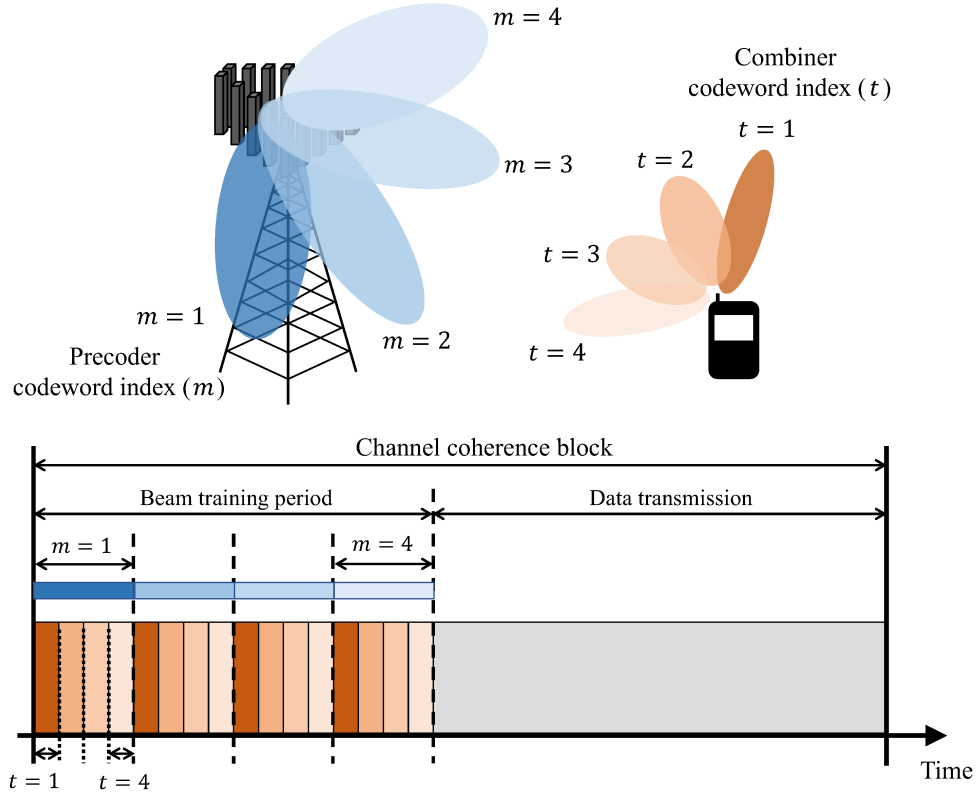 m = 4
Combiner
codeword index (t)
t = 1
t = 2
m = 3
t = 3
m = 1
m = 2
t = 4
Precoder
codeword index (m)
Channel coherence block
Beam training period
Data transmission
m = 1
m = 4
t = 1
t = 4
Time